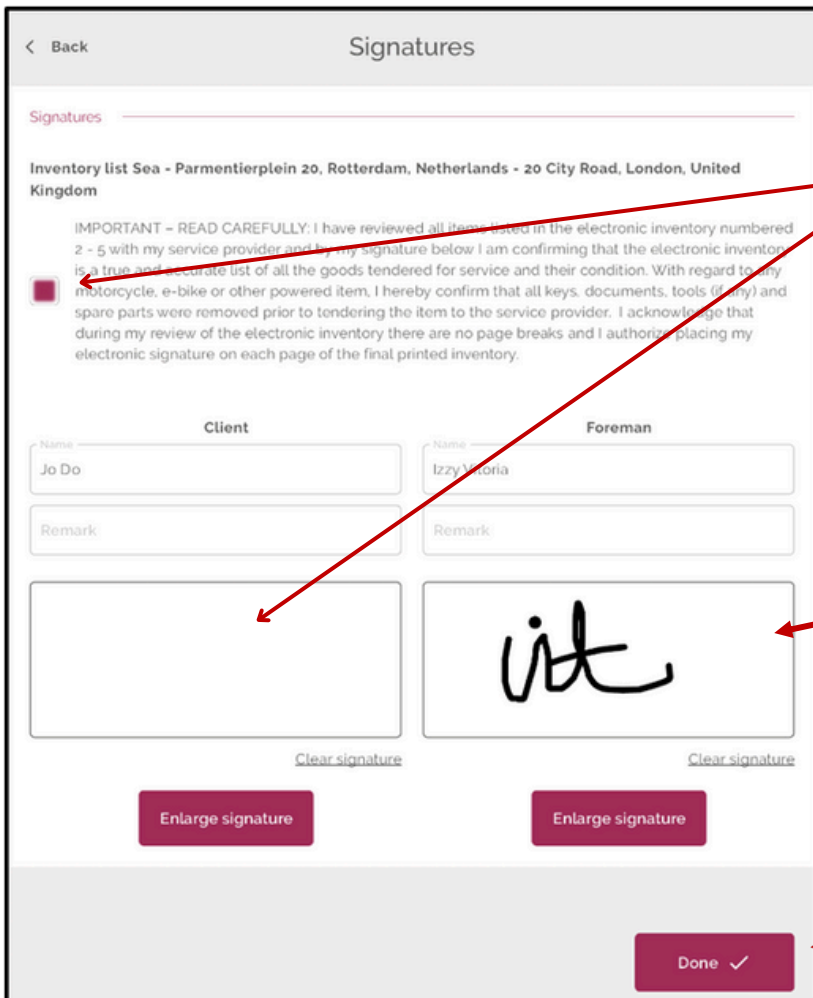 Back
Signatures
Signatures
Inventory list Sea - Parmentierplein 20, Rotterdam, Netherlands - 20 City Road, London, United
Kingdom
IMPORTANT – READ CAREFULLY: I have reviewed all items listed in the electronic inventory numbered
2 - 5 with my service provider and by my signature below I am confirming that the electronic inventory
is a true and accurate list of all the goods tendered for service and their condition. With regard to any
motorcycle, e-bike or other powered item, I hereby confirm that all keys, documents, tools (if any) and
spare parts were removed prior to tendering the item to the service provider. I acknowledge that
during my review of the electronic inventory there are no page breaks and I authorize placing my
electronic signature on each page of the final printed inventory.
Client Foreman
Name Name
Jo Do Izzy Vitoria
Remark Remark
Clear signature Clear signature
Enlarge signature Enlarge signature
Done